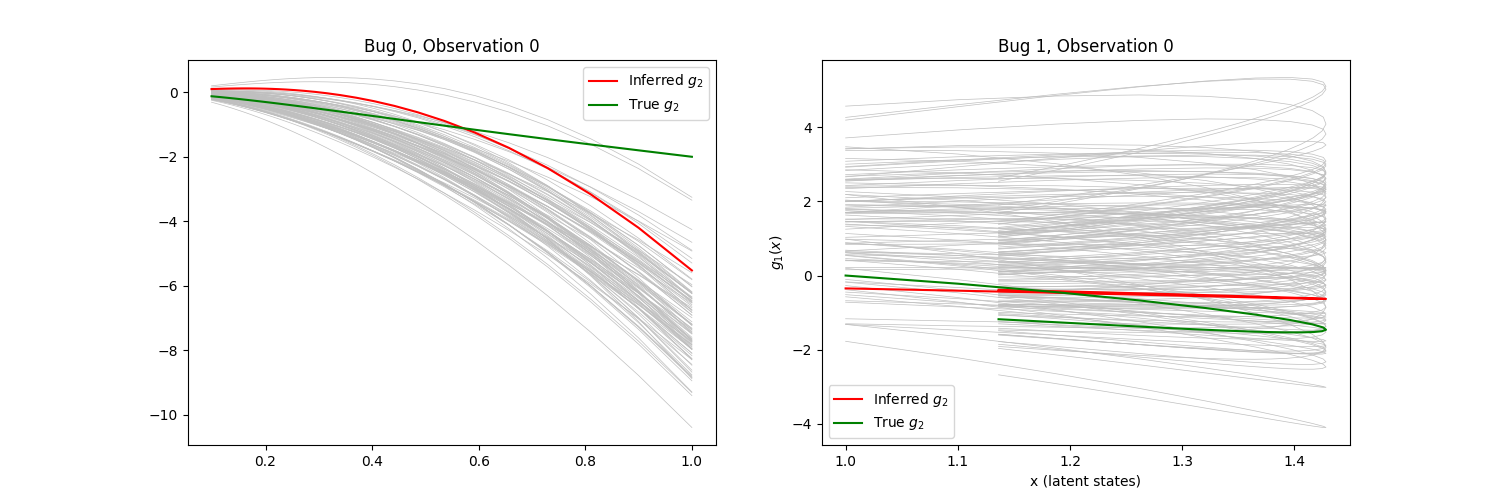 Bug 0, Observation 0
0
−2
−4
−6
−8
−10
0.2
0.4
0.6
0.8
1.0
Inferred g₂
True g₂
Bug 1, Observation 0
g₁(x)
4
2
0
−2
−4
1.0
1.1
1.2
1.3
1.4
x (latent states)
Inferred g₂
True g₂